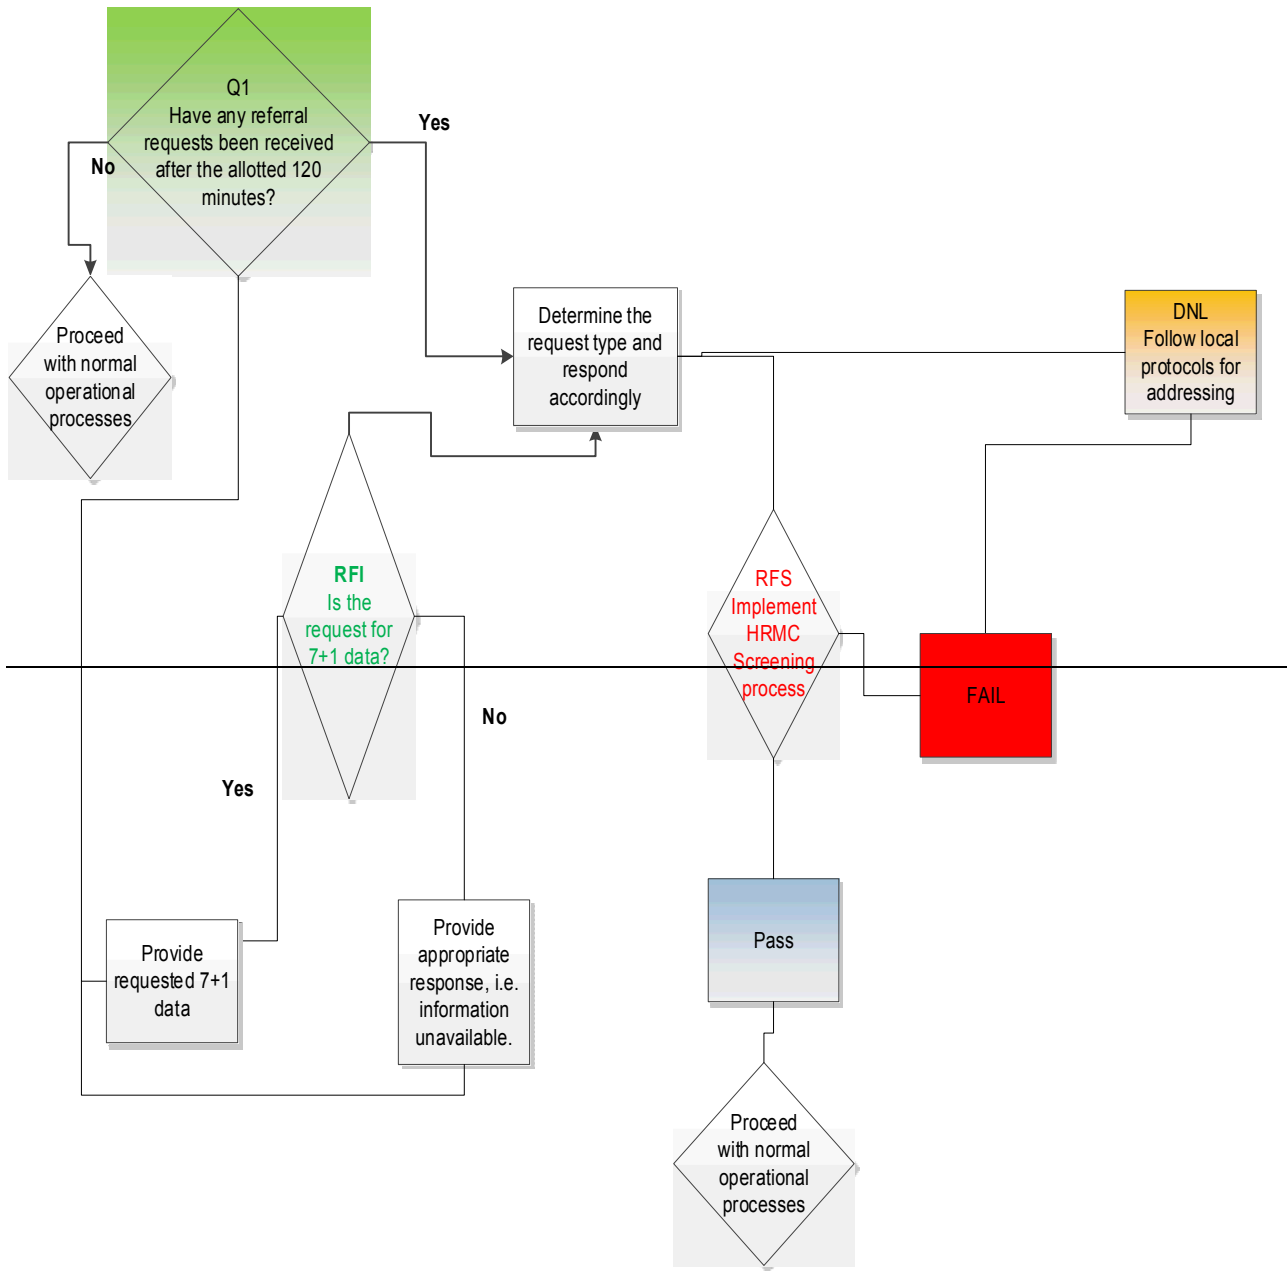 Q1
Have any referral
requests been received
after the allotted 120
minutes?
Yes
No
Proceed
with normal
operational
processes
Determine the
request type and
respond
accordingly
DNL
Follow local
protocols for
addressing
RFI
Is the
request for
7+1 data?
RFS
Implement
HRMC
Screening
process
FAIL
No
Yes
Provide
requested 7+1
data
Provide
appropriate
response, i.e.
information
unavailable.
Pass
Proceed
with normal
operational
processes